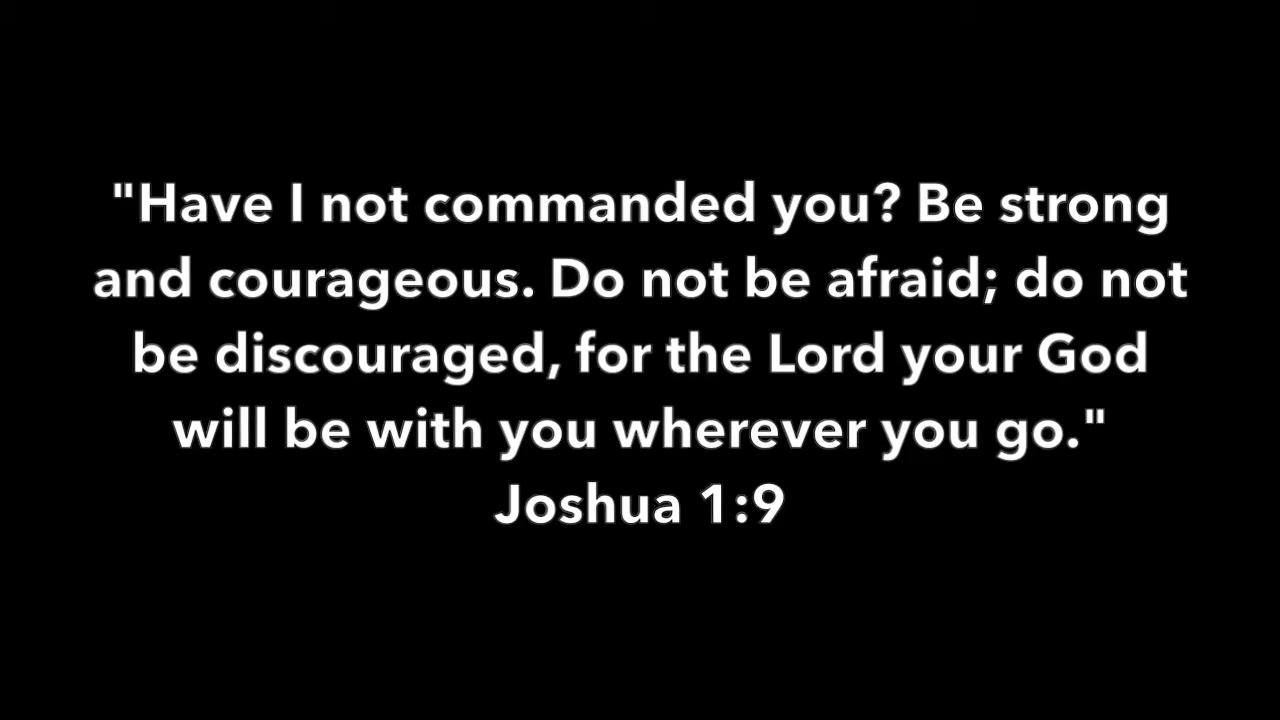 "Have I not commanded you? Be strong
and courageous. Do not be afraid; do not
be discouraged, for the Lord your God
will be with you wherever you go."
Joshua 1:9